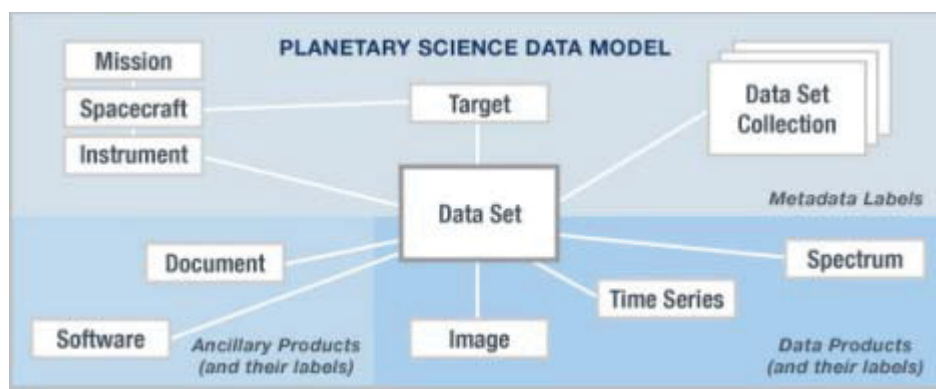 PLANETARY SCIENCE DATA MODEL
Mission
Spacecraft
Instrument
Target
Data Set
Collection
Metadata Labels
Data Set
Document
Software
Ancillary Products
(and their labels)
Image
Time Series
Spectrum
Data Products
(and their labels)